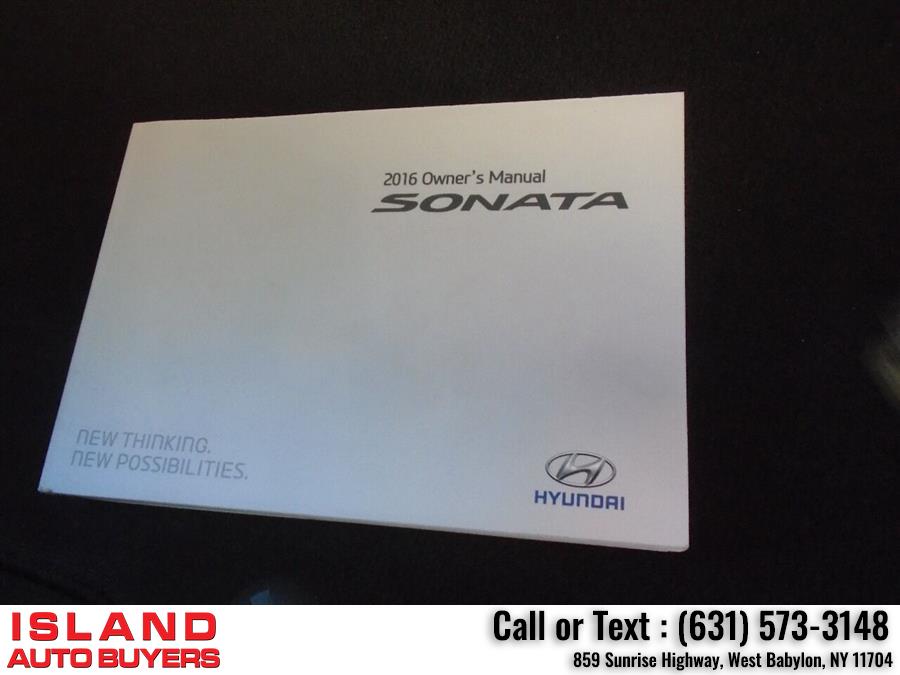 2016 Owner's Manual
SONATA
NEW THINKING.
NEW POSSIBILITIES.
HYUNDAI
ISLAND
AUTO BUYERS
Call or Text : (631) 573-3148
859 Sunrise Highway, West Babylon, NY 11704